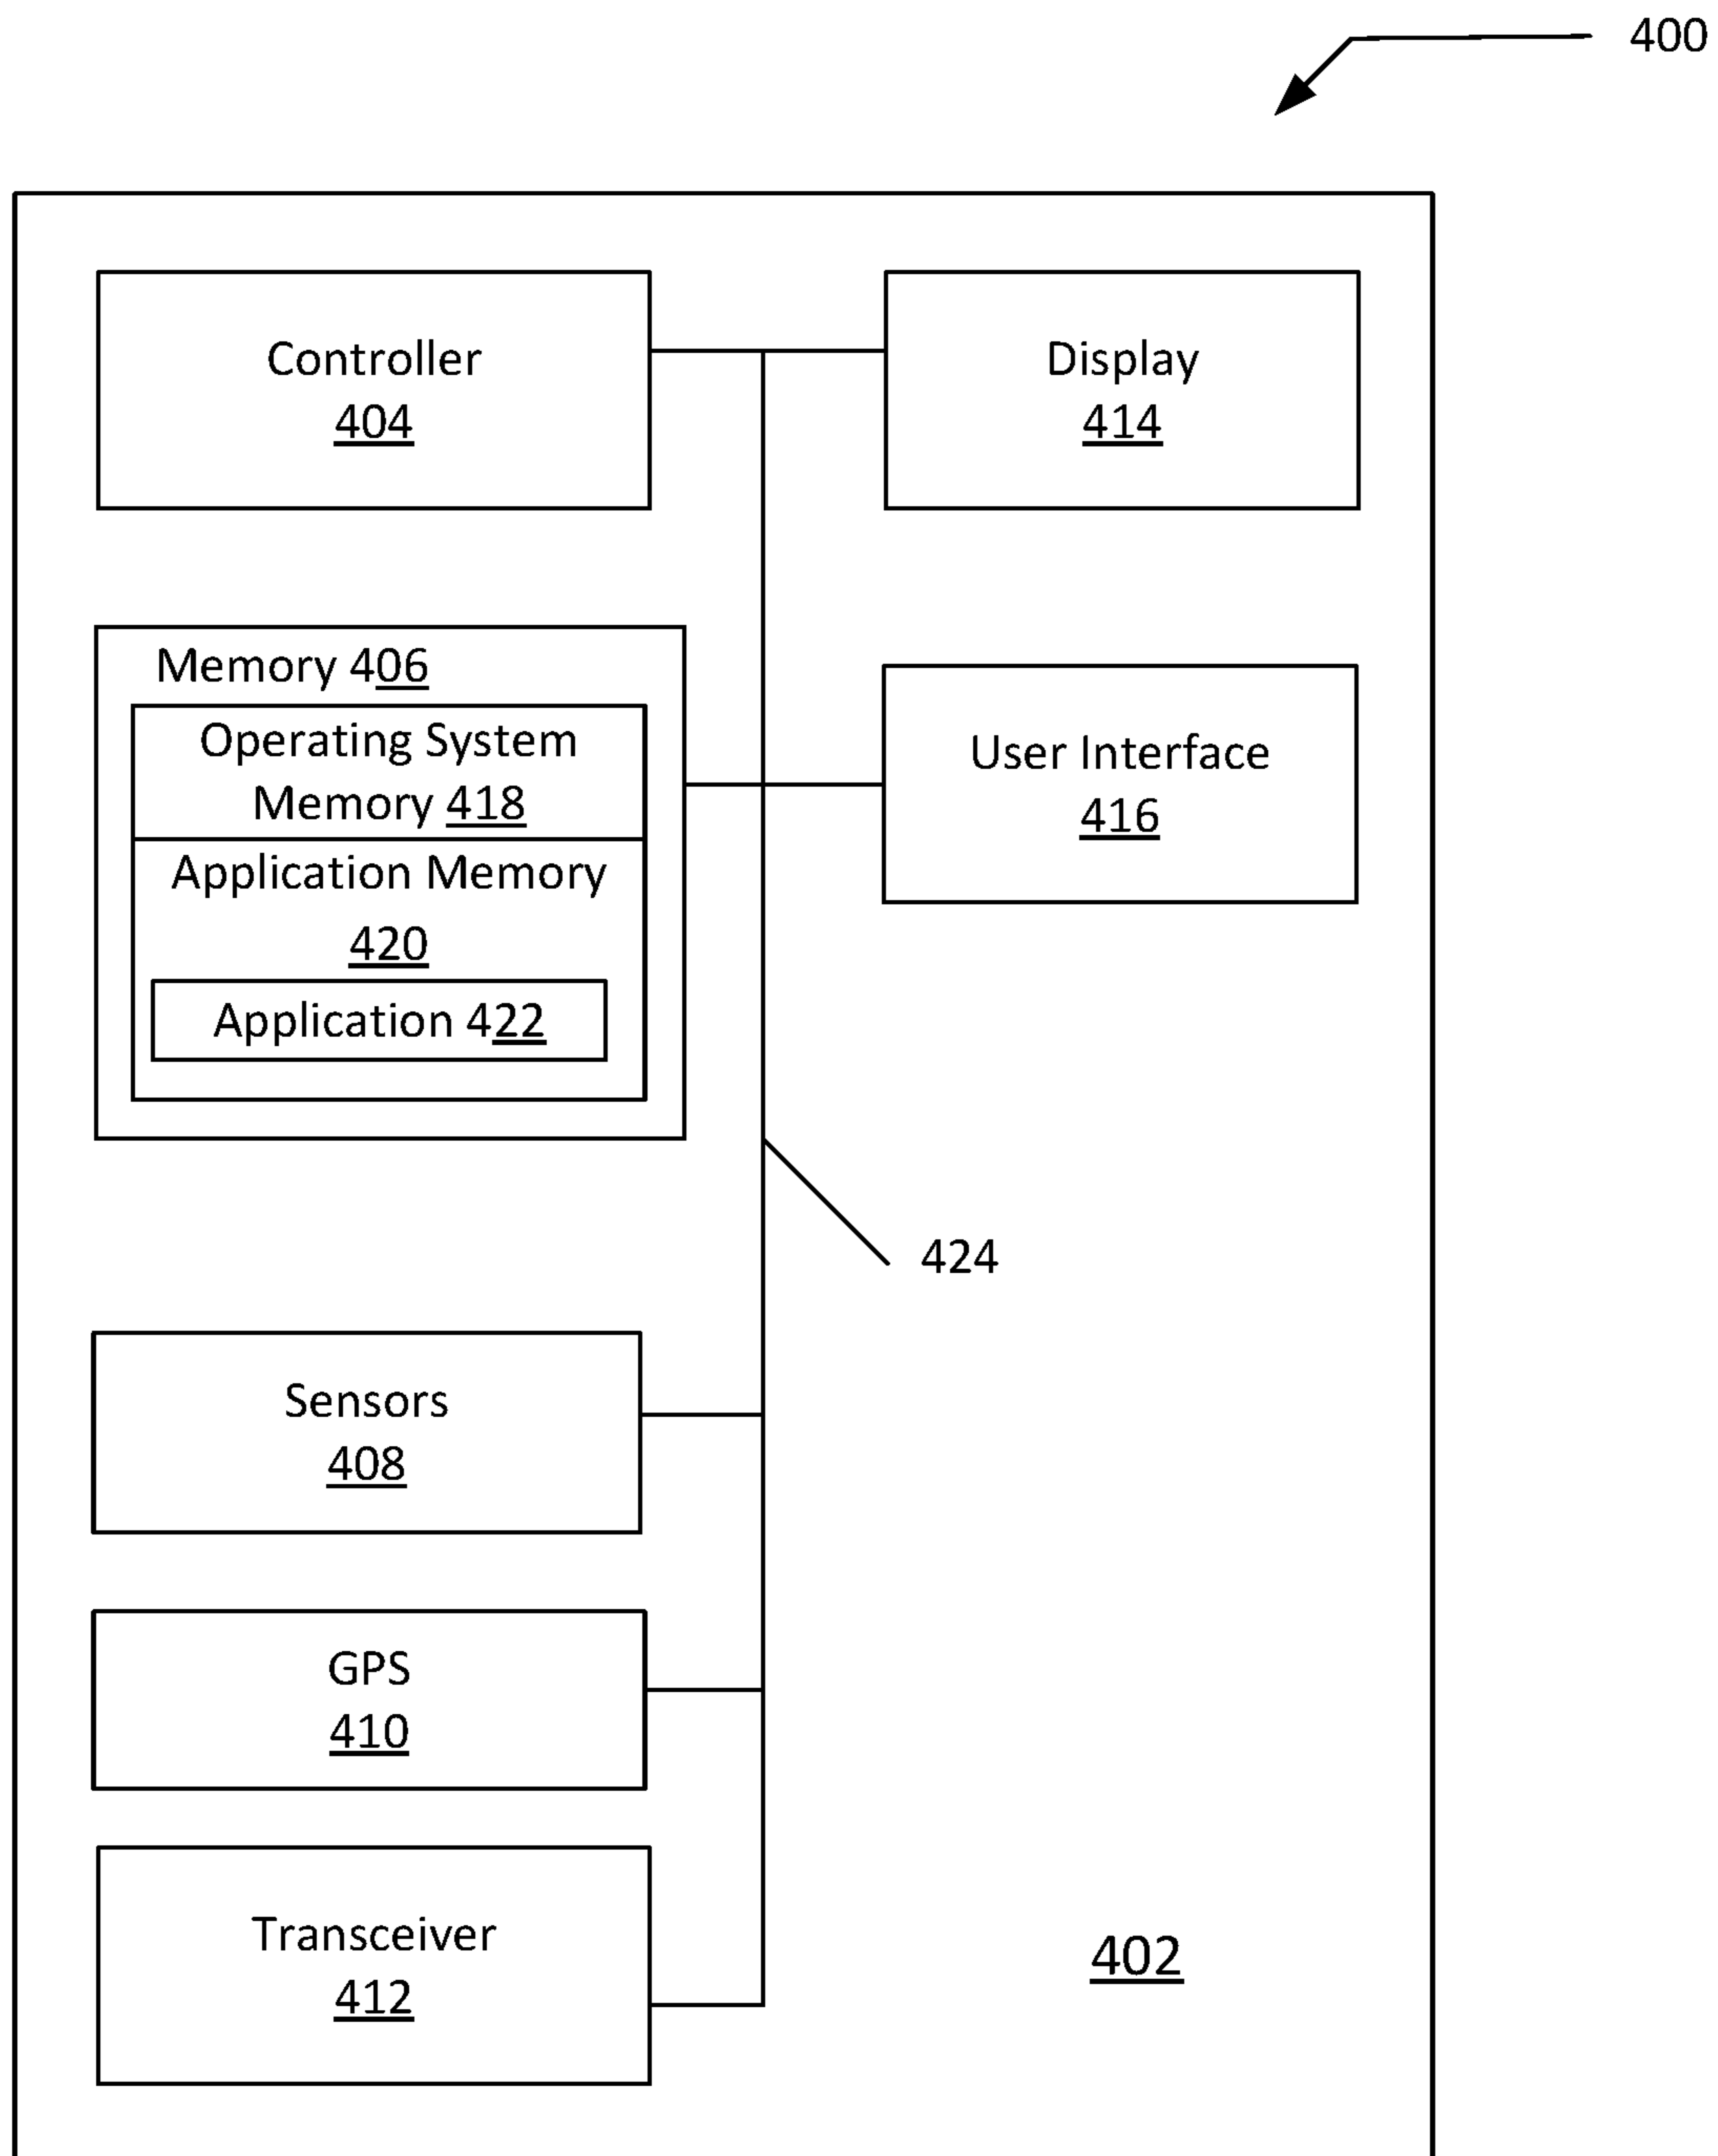 400
Controller
404
Display
414
Memory 406
Operating System
Memory 418
Application Memory
420
Application 422
User Interface
416
424
Sensors
408
GPS
410
Transceiver
412
402